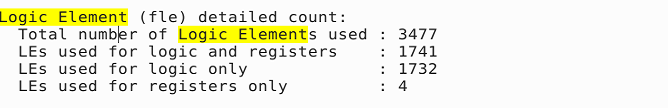 Logic Element (fle) detailed count:
Total number of Logic Elements used : 3477
LEs used for logic and registers : 1741
LEs used for logic only : 1732
LEs used for registers only : 4